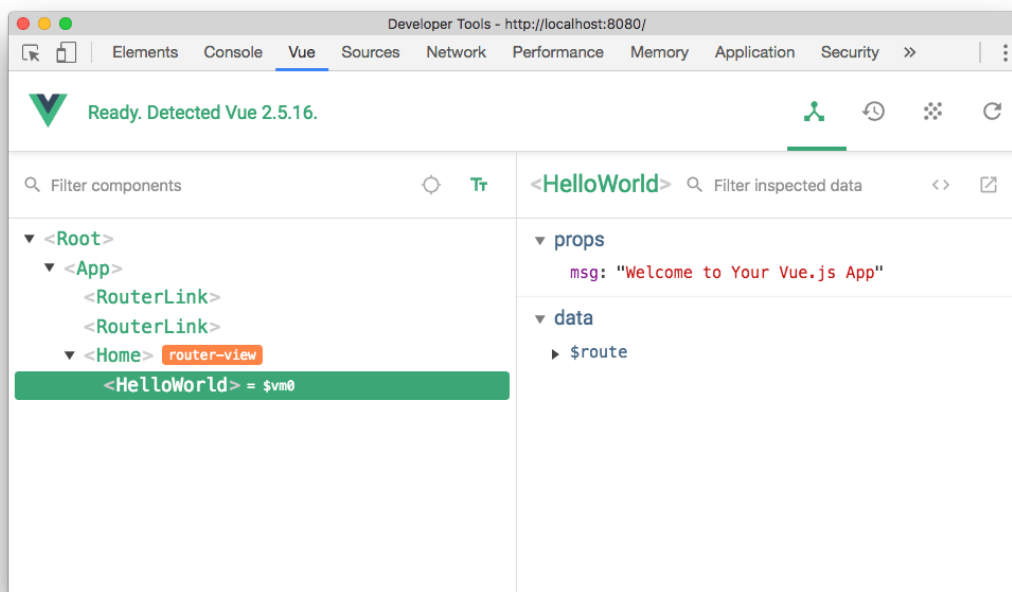 Developer Tools - http://localhost:8080/
Elements Console Vue Sources Network Performance Memory Application Security »
Ready. Detected Vue 2.5.16.
Filter components
<HelloWorld> Filter inspected data
<Root>
<App>
<RouterLink>
<RouterLink>
<Home> router-view
<HelloWorld> = $vm0
props
msg: "Welcome to Your Vue.js App"
data
$route